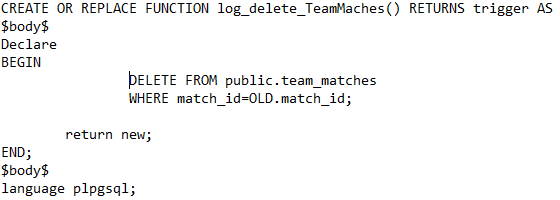 CREATE OR REPLACE FUNCTION log_delete_TeamMaches() RETURNS trigger AS
$body$
Declare
BEGIN
DELETE FROM public.team_matches
WHERE match_id=OLD.match_id;
return new;
END;
$body$
language plpgsql;